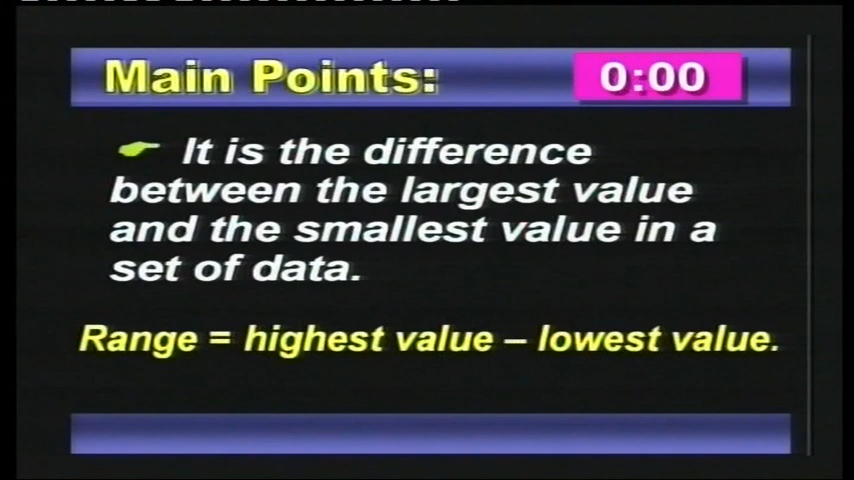 Main Points:
0:00
It is the difference
between the largest value
and the smallest value in a
set of data.
Range = highest value – lowest value.